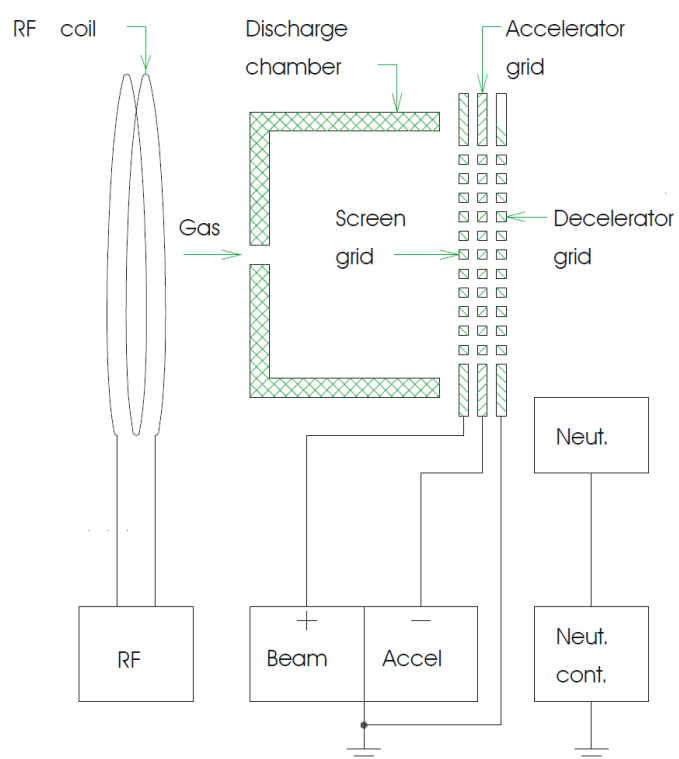 RF coil
Discharge
chamber
Accelerator
grid
Gas
Screen
grid
Decelerator
grid
Neut.
+
−
RF
Beam
Accel
Neut.
cont.